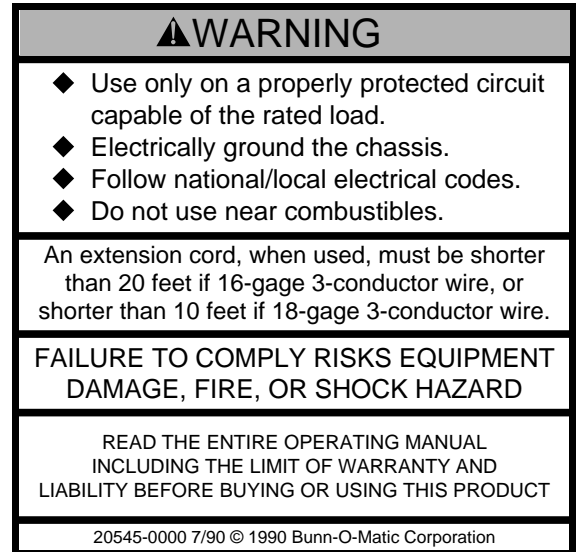 ⚠WARNING
◆ Use only on a properly protected circuit
capable of the rated load.
◆ Electrically ground the chassis.
◆ Follow national/local electrical codes.
◆ Do not use near combustibles.
An extension cord, when used, must be shorter
than 20 feet if 16-gage 3-conductor wire, or
shorter than 10 feet if 18-gage 3-conductor wire.
FAILURE TO COMPLY RISKS EQUIPMENT
DAMAGE, FIRE, OR SHOCK HAZARD
READ THE ENTIRE OPERATING MANUAL
INCLUDING THE LIMIT OF WARRANTY AND
LIABILITY BEFORE BUYING OR USING THIS PRODUCT
20545-0000 7/90 © 1990 Bunn-O-Matic Corporation